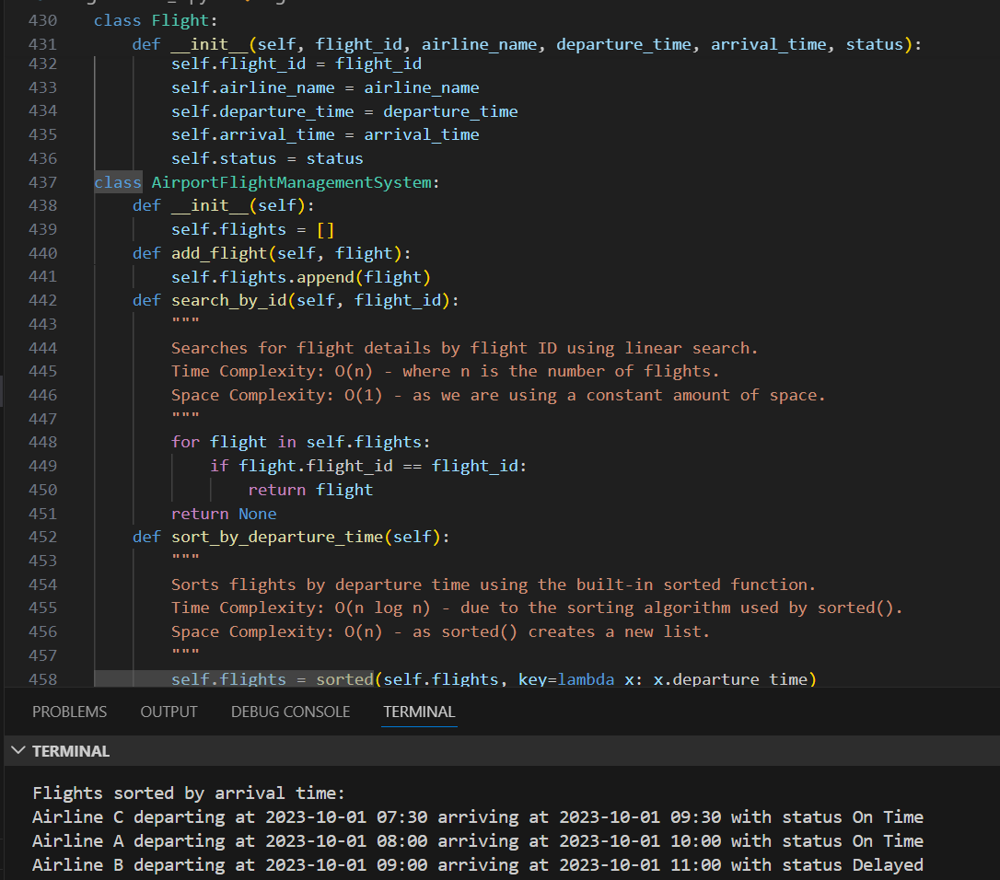 430 class Flight:
431 def __init__(self, flight_id, airline_name, departure_time, arrival_time, status):
432 self.flight_id = flight_id
433 self.airline_name = airline_name
434 self.departure_time = departure_time
435 self.arrival_time = arrival_time
436 self.status = status
437 class AirportFlightManagementSystem:
438 def __init__(self):
439 self.flights = []
440 def add_flight(self, flight):
441 self.flights.append(flight)
442 def search_by_id(self, flight_id):
443 """
444 Searches for flight details by flight ID using linear search.
445 Time Complexity: O(n) - where n is the number of flights.
446 Space Complexity: O(1) - as we are using a constant amount of space.
447 """
448 for flight in self.flights:
449 if flight.flight_id == flight_id:
450 return flight
451 return None
452 def sort_by_departure_time(self):
453 """
454 Sorts flights by departure time using the built-in sorted function.
455 Time Complexity: O(n log n) - due to the sorting algorithm used by sorted().
456 Space Complexity: O(n) - as sorted() creates a new list.
457 """
458 self.flights = sorted(self.flights, key=lambda x: x.departure_time)
PROBLEMS OUTPUT DEBUG CONSOLE TERMINAL
TERMINAL
Flights sorted by arrival time:
Airline C departing at 2023-10-01 07:30 arriving at 2023-10-01 09:30 with status On Time
Airline A departing at 2023-10-01 08:00 arriving at 2023-10-01 10:00 with status On Time
Airline B departing at 2023-10-01 09:00 arriving at 2023-10-01 11:00 with status Delayed